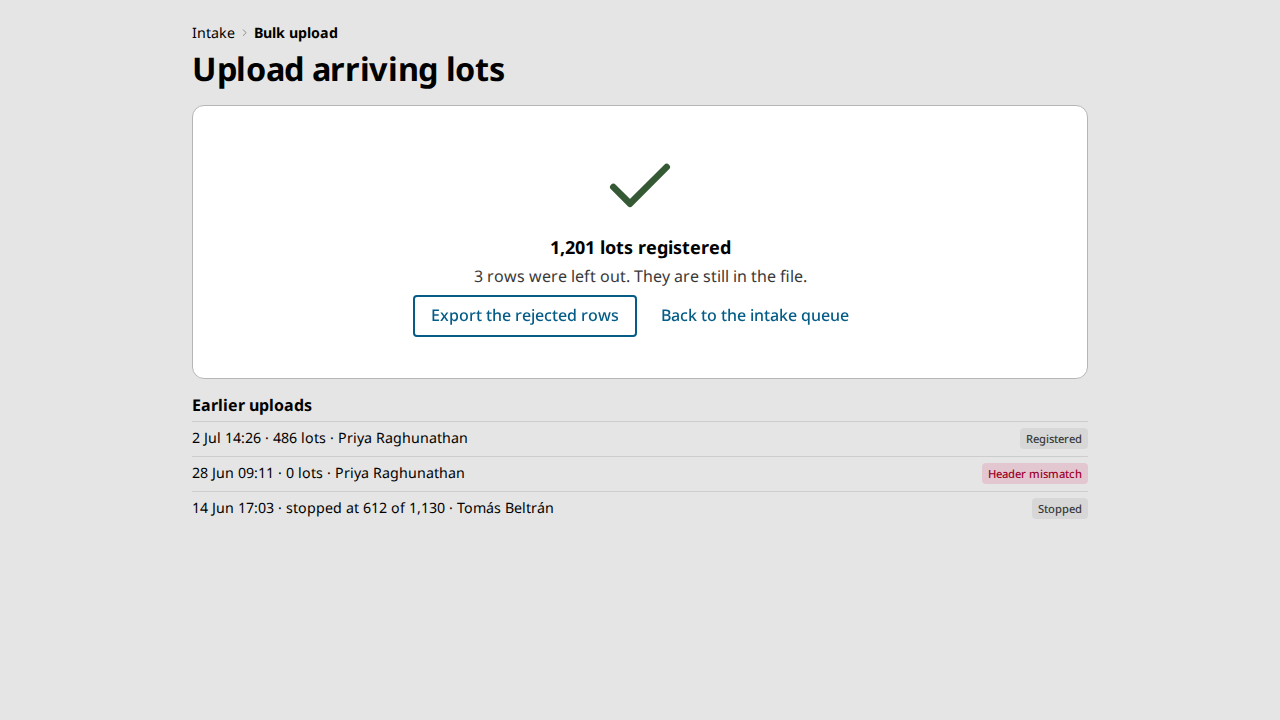 Intake > Bulk upload
Upload arriving lots
1,201 lots registered
3 rows were left out. They are still in the file.
Export the rejected rows Back to the intake queue
Earlier uploads
2 Jul 14:26 · 486 lots · Priya Raghunathan Registered
28 Jun 09:11 · 0 lots · Priya Raghunathan Header mismatch
14 Jun 17:03 · stopped at 612 of 1,130 · Tomás Beltrán Stopped